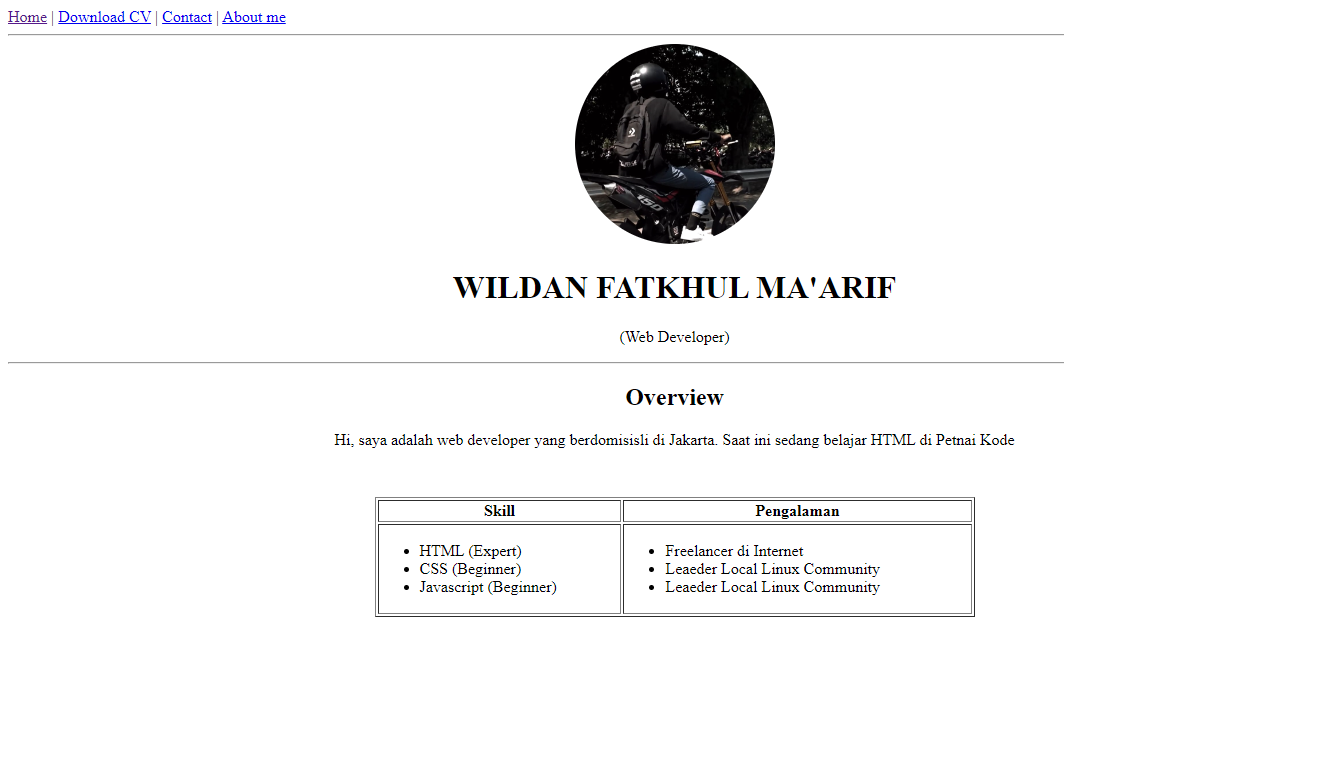 Home | Download CV | Contact | About me
150
WILDAN FATKHUL MA'ARIF
(Web Developer)
Overview
Hi, saya adalah web developer yang berdomisisli di Jakarta. Saat ini sedang belajar HTML di Petnai Kode
Skill Pengalaman
HTML (Expert) Freelancer di Internet
CSS (Beginner) Leaeder Local Linux Community
Javascript (Beginner) Leaeder Local Linux Community